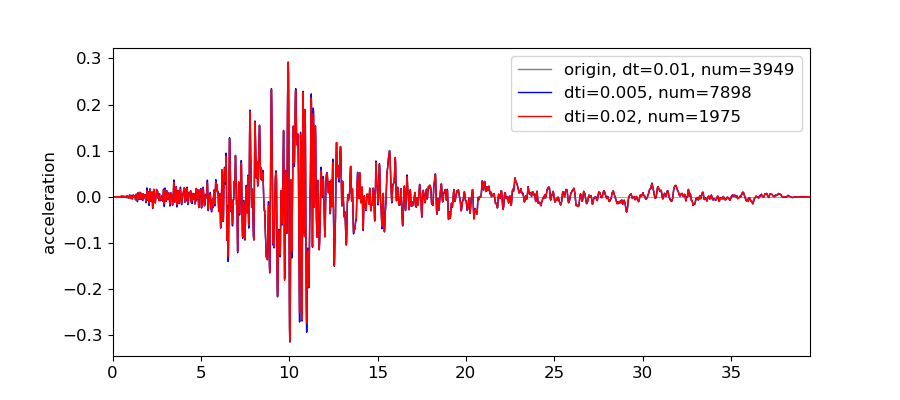 0.3
0.2
0.1
0.0
−0.1
−0.2
−0.3
acceleration
origin, dt=0.01, num=3949
dti=0.005, num=7898
dti=0.02, num=1975
0 5 10 15 20 25 30 35